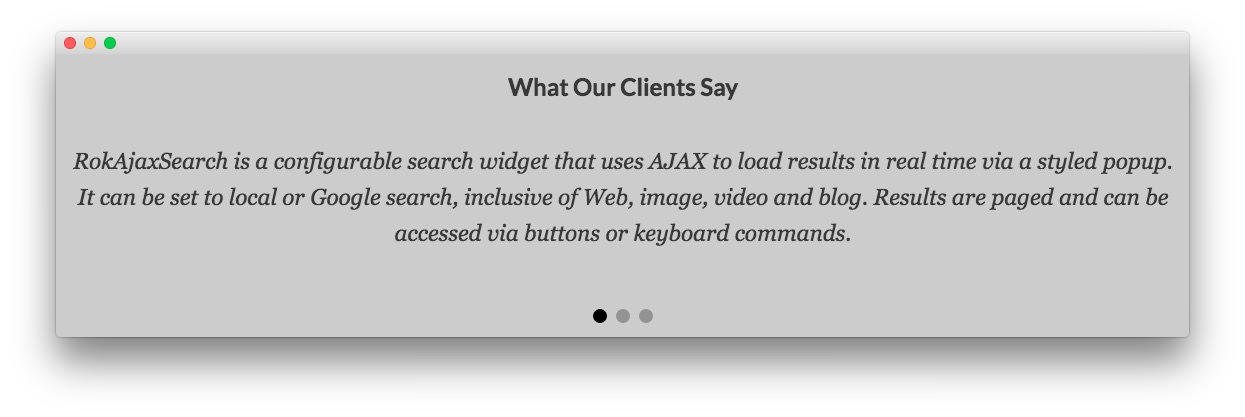 What Our Clients Say
RokAjaxSearch is a configurable search widget that uses AJAX to load results in real time via a styled popup.
It can be set to local or Google search, inclusive of Web, image, video and blog. Results are paged and can be
accessed via buttons or keyboard commands.